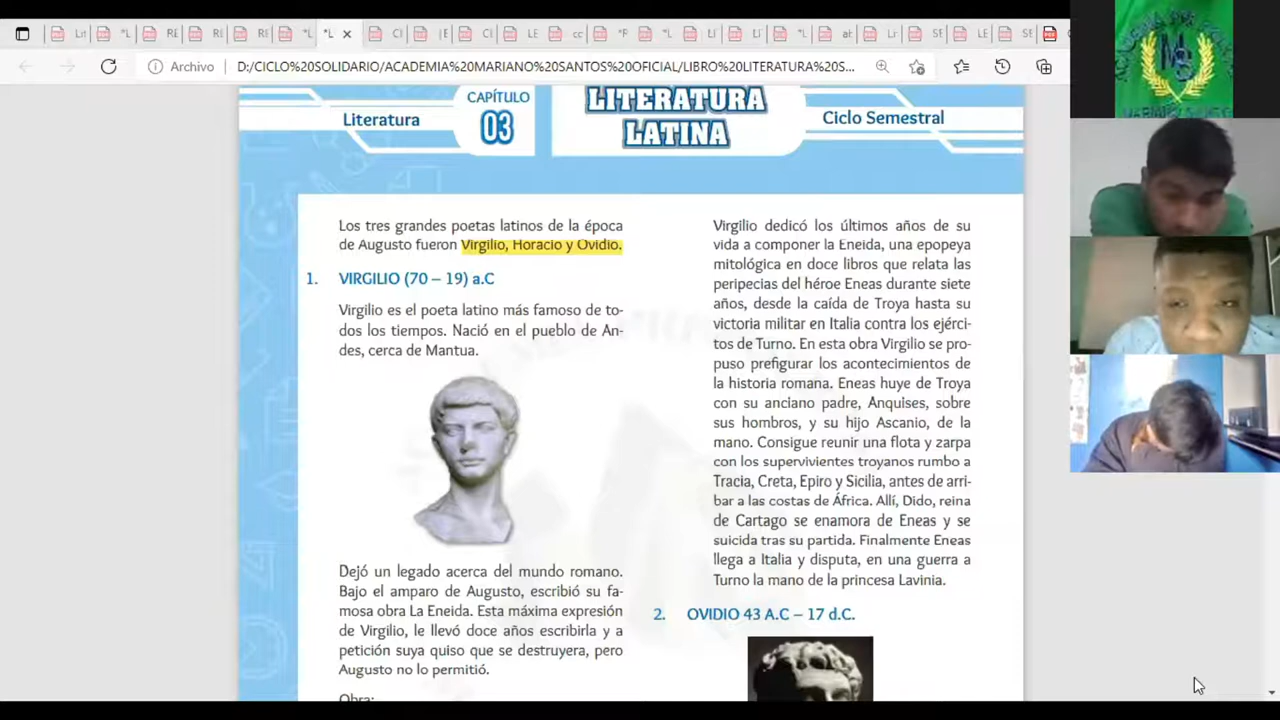 Archivo
D:/CICLO%20SOLIDARIO/ACADEMIA%20MARIANO%20SANTOS%20OFICIAL/LIBRO%20LITERATURA%20S...
Literatura
CAPÍTULO
03
LITERATURA
LATINA
Ciclo Semestral
Los tres grandes poetas latinos de la época
de Augusto fueron Virgilio, Horacio y Ovidio.
1. VIRGILIO (70 – 19) a.C
Virgilio es el poeta latino más famoso de to-
dos los tiempos. Nació en el pueblo de An-
des, cerca de Mantua.
Dejó un legado acerca del mundo romano.
Bajo el amparo de Augusto, escribió su fa-
mosa obra La Eneida. Esta máxima expresión
de Virgilio, le llevó doce años escribirla y a
petición suya quiso que se destruyera, pero
Augusto no lo permitió.
Obra:
Virgilio dedicó los últimos años de su
vida a componer la Eneida, una epopeya
mitológica en doce libros que relata las
peripecias del héroe Eneas durante siete
años, desde la caída de Troya hasta su
victoria militar en Italia contra los ejérci-
tos de Turno. En esta obra Virgilio se pro-
puso prefigurar los acontecimientos de
la historia romana. Eneas huye de Troya
con su anciano padre, Anquises, sobre
sus hombros, y su hijo Ascanio, de la
mano. Consigue reunir una flota y zarpa
con los supervivientes troyanos rumbo a
Tracia, Creta, Epiro y Sicilia, antes de arri-
bar a las costas de África. Allí, Dido, reina
de Cartago se enamora de Eneas y se
suicida tras su partida. Finalmente Eneas
llega a Italia y disputa, en una guerra a
Turno la mano de la princesa Lavinia.
2. OVIDIO 43 A.C – 17 d.C.